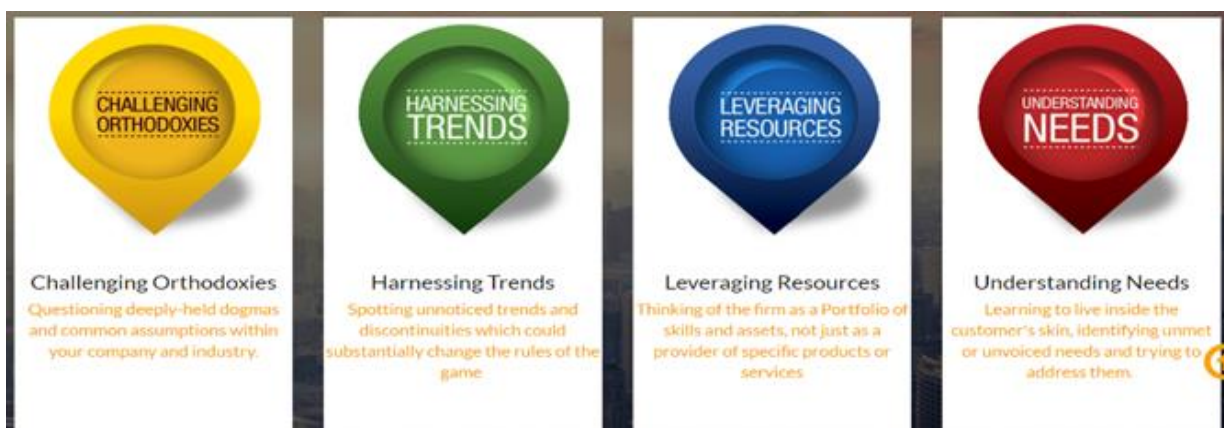 CHALLENGING
ORTHODOXIES
HARNESSING
TRENDS
LEVERAGING
RESOURCES
UNDERSTANDING
NEEDS
Challenging Orthodoxies
Questioning deeply-held dogmas
and common assumptions within
your company and industry.
Harnessing Trends
Spotting unnoticed trends and
discontinuities which could
substantially change the rules of the
game
Leveraging Resources
Thinking of the firm as a Portfolio of
skills and assets, not just as a
provider of specific products or
services
Understanding Needs
Learning to live inside the
customer's skin, identifying unmet
or unvoiced needs and trying to
address them.